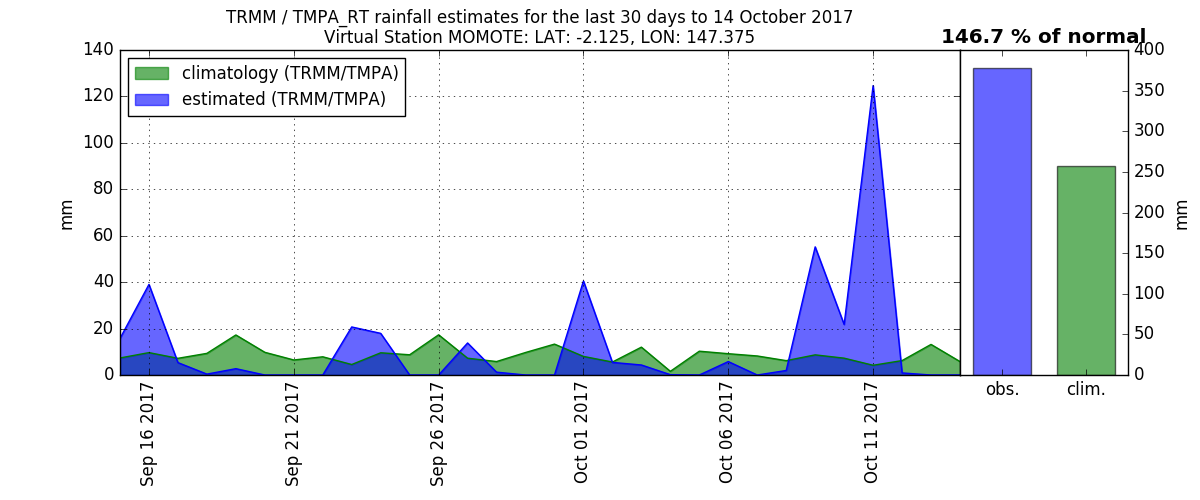 TRMM / TMPA_RT rainfall estimates for the last 30 days to 14 October 2017
Virtual Station MOMOTE: LAT: -2.125, LON: 147.375
146.7 % of normal
climatology (TRMM/TMPA)
estimated (TRMM/TMPA)
mm
140
120
100
80
60
40
20
0
Sep 16 2017
Sep 21 2017
Sep 26 2017
Oct 01 2017
Oct 06 2017
Oct 11 2017
obs.
clim.
400
350
300
250
200
150
100
50
0
mm